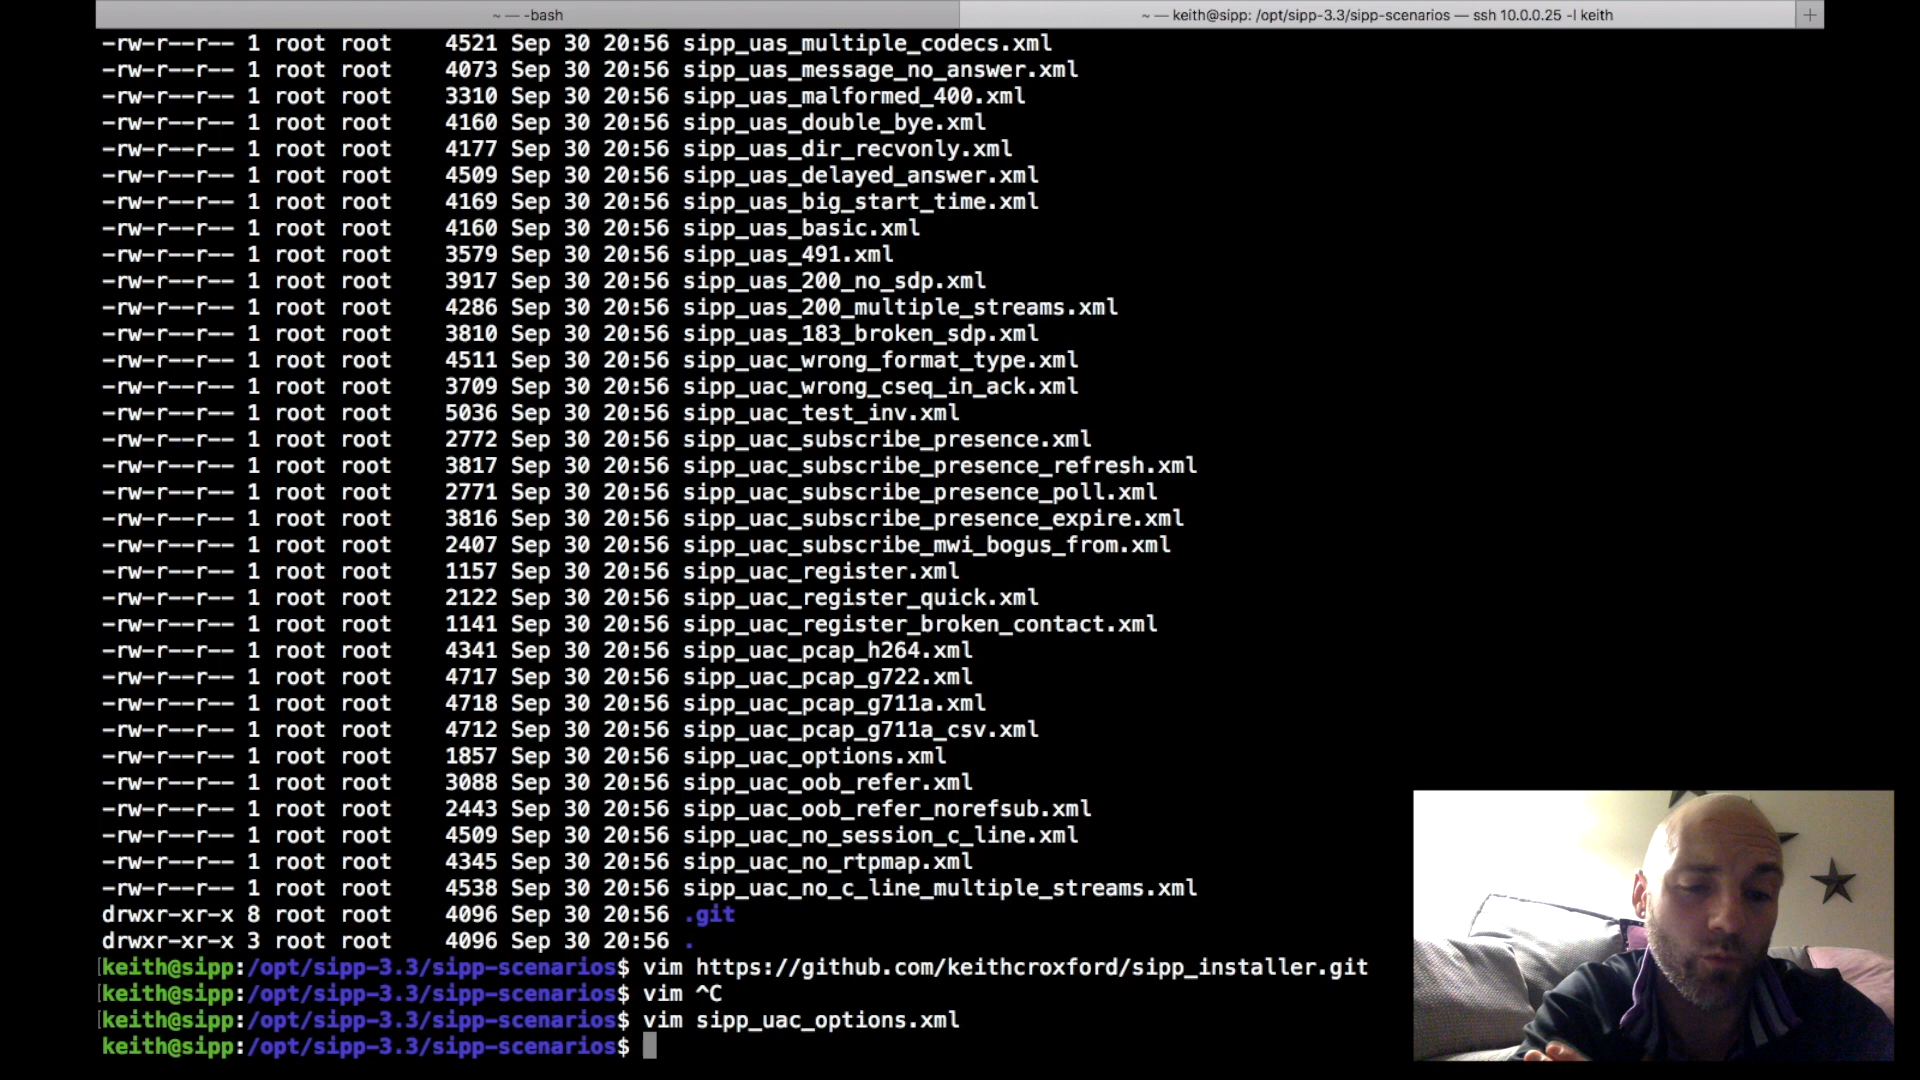 ~ — -bash
~ — keith@sipp: /opt/sipp-3.3/sipp-scenarios — ssh 10.0.0.25 -l keith
-rw-r--r-- 1 root root 4521 Sep 30 20:56 sipp_uas_multiple_codecs.xml
-rw-r--r-- 1 root root 4073 Sep 30 20:56 sipp_uas_message_no_answer.xml
-rw-r--r-- 1 root root 3310 Sep 30 20:56 sipp_uas_malformed_400.xml
-rw-r--r-- 1 root root 4160 Sep 30 20:56 sipp_uas_double_bye.xml
-rw-r--r-- 1 root root 4177 Sep 30 20:56 sipp_uas_dir_recvonly.xml
-rw-r--r-- 1 root root 4509 Sep 30 20:56 sipp_uas_delayed_answer.xml
-rw-r--r-- 1 root root 4169 Sep 30 20:56 sipp_uas_big_start_time.xml
-rw-r--r-- 1 root root 4160 Sep 30 20:56 sipp_uas_basic.xml
-rw-r--r-- 1 root root 3579 Sep 30 20:56 sipp_uas_491.xml
-rw-r--r-- 1 root root 3917 Sep 30 20:56 sipp_uas_200_no_sdp.xml
-rw-r--r-- 1 root root 4286 Sep 30 20:56 sipp_uas_200_multiple_streams.xml
-rw-r--r-- 1 root root 3810 Sep 30 20:56 sipp_uas_183_broken_sdp.xml
-rw-r--r-- 1 root root 4511 Sep 30 20:56 sipp_uac_wrong_format_type.xml
-rw-r--r-- 1 root root 3709 Sep 30 20:56 sipp_uac_wrong_cseq_in_ack.xml
-rw-r--r-- 1 root root 5036 Sep 30 20:56 sipp_uac_test_inv.xml
-rw-r--r-- 1 root root 2772 Sep 30 20:56 sipp_uac_subscribe_presence.xml
-rw-r--r-- 1 root root 3817 Sep 30 20:56 sipp_uac_subscribe_presence_refresh.xml
-rw-r--r-- 1 root root 2771 Sep 30 20:56 sipp_uac_subscribe_presence_poll.xml
-rw-r--r-- 1 root root 3816 Sep 30 20:56 sipp_uac_subscribe_presence_expire.xml
-rw-r--r-- 1 root root 2407 Sep 30 20:56 sipp_uac_subscribe_mwi_bogus_from.xml
-rw-r--r-- 1 root root 1157 Sep 30 20:56 sipp_uac_register.xml
-rw-r--r-- 1 root root 2122 Sep 30 20:56 sipp_uac_register_quick.xml
-rw-r--r-- 1 root root 1141 Sep 30 20:56 sipp_uac_register_broken_contact.xml
-rw-r--r-- 1 root root 4341 Sep 30 20:56 sipp_uac_pcap_h264.xml
-rw-r--r-- 1 root root 4717 Sep 30 20:56 sipp_uac_pcap_g722.xml
-rw-r--r-- 1 root root 4718 Sep 30 20:56 sipp_uac_pcap_g711a.xml
-rw-r--r-- 1 root root 4712 Sep 30 20:56 sipp_uac_pcap_g711a_csv.xml
-rw-r--r-- 1 root root 1857 Sep 30 20:56 sipp_uac_options.xml
-rw-r--r-- 1 root root 3088 Sep 30 20:56 sipp_uac_oob_refer.xml
-rw-r--r-- 1 root root 2443 Sep 30 20:56 sipp_uac_oob_refer_norefsub.xml
-rw-r--r-- 1 root root 4509 Sep 30 20:56 sipp_uac_no_session_c_line.xml
-rw-r--r-- 1 root root 4345 Sep 30 20:56 sipp_uac_no_rtpmap.xml
-rw-r--r-- 1 root root 4538 Sep 30 20:56 sipp_uac_no_c_line_multiple_streams.xml
drwxr-xr-x 8 root root 4096 Sep 30 20:56 .git
drwxr-xr-x 3 root root 4096 Sep 30 20:56 .
[keith@sipp:/opt/sipp-3.3/sipp-scenarios$ vim https://github.com/keithcroxford/sipp_installer.git
[keith@sipp:/opt/sipp-3.3/sipp-scenarios$ vim ^C
[keith@sipp:/opt/sipp-3.3/sipp-scenarios$ vim sipp_uac_options.xml
keith@sipp:/opt/sipp-3.3/sipp-scenarios$